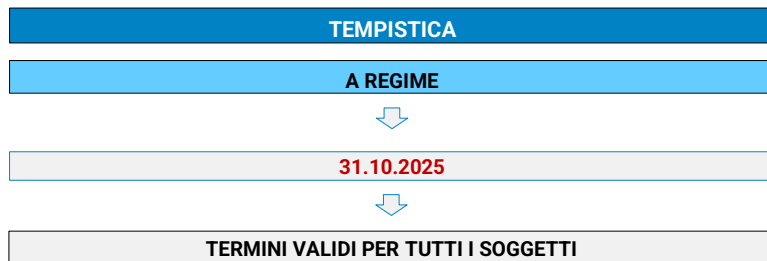 TEMPISTICA
A REGIME
31.10.2025
TERMINI VALIDI PER TUTTI I SOGGETTI